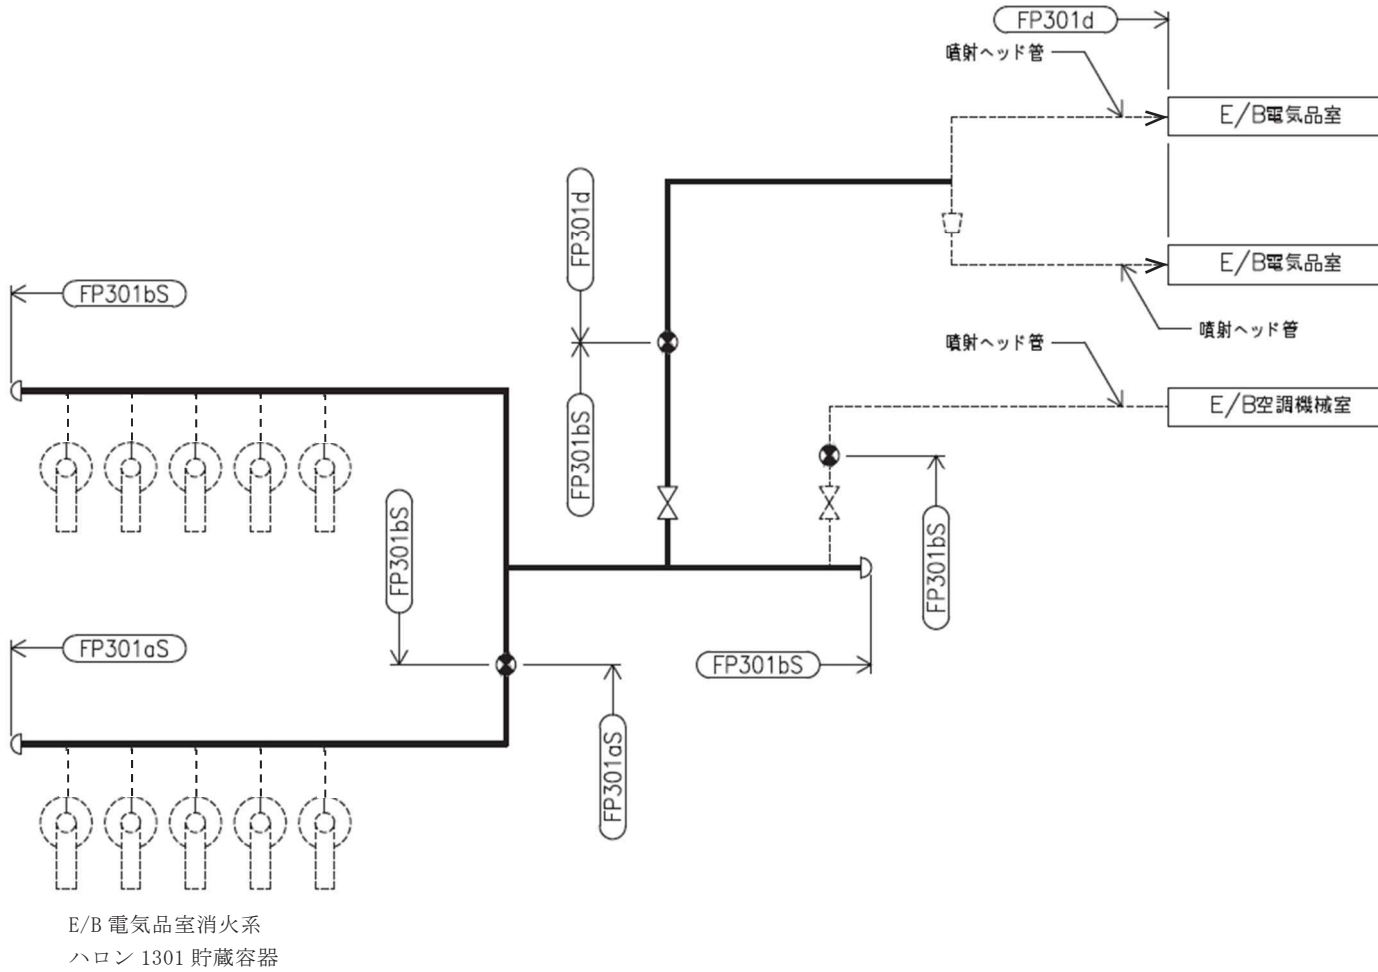 FP301d
噴射ヘッド管
E/B電気品室
FP301d
E/B電気品室
FP301bS
噴射ヘッド管
噴射ヘッド管
FP301bS
E/B空調機械室
FP301bS
FP301bS
FP301aS
FP301bS
FP301aS
E/B 電気品室消火系
ハロン 1301 貯蔵容器